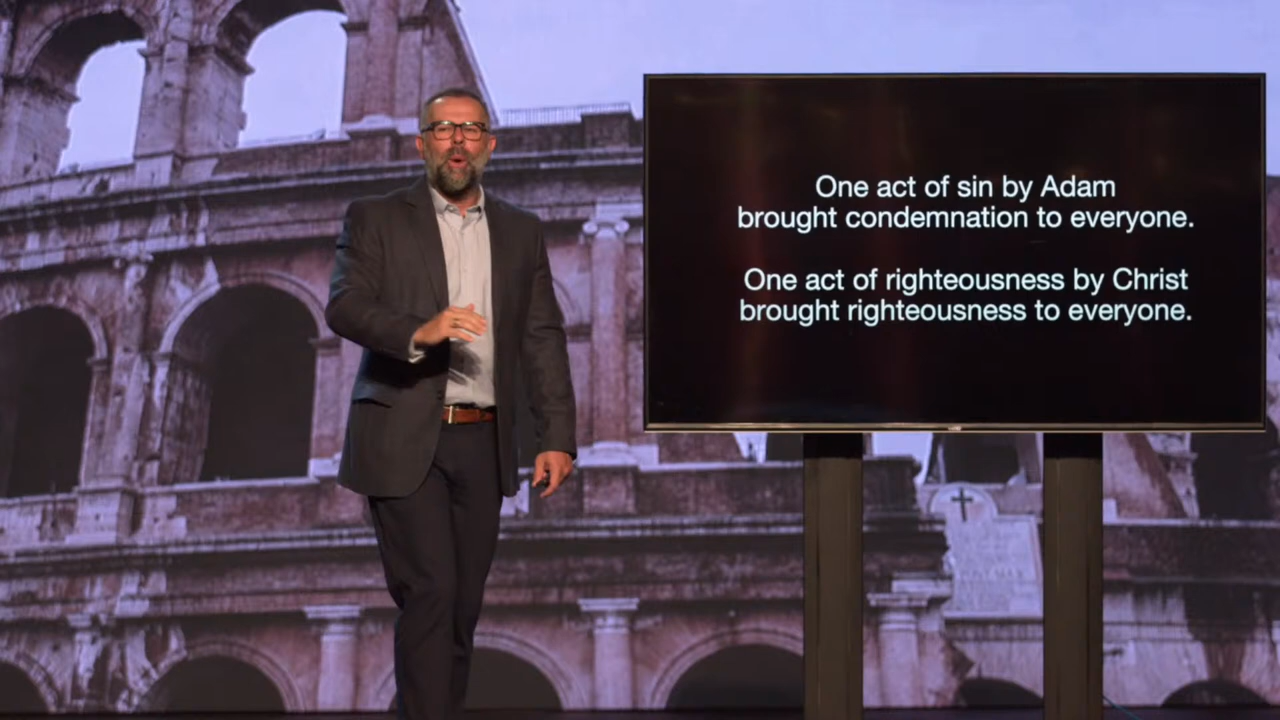 One act of sin by Adam
brought condemnation to everyone.
One act of righteousness by Christ
brought righteousness to everyone.